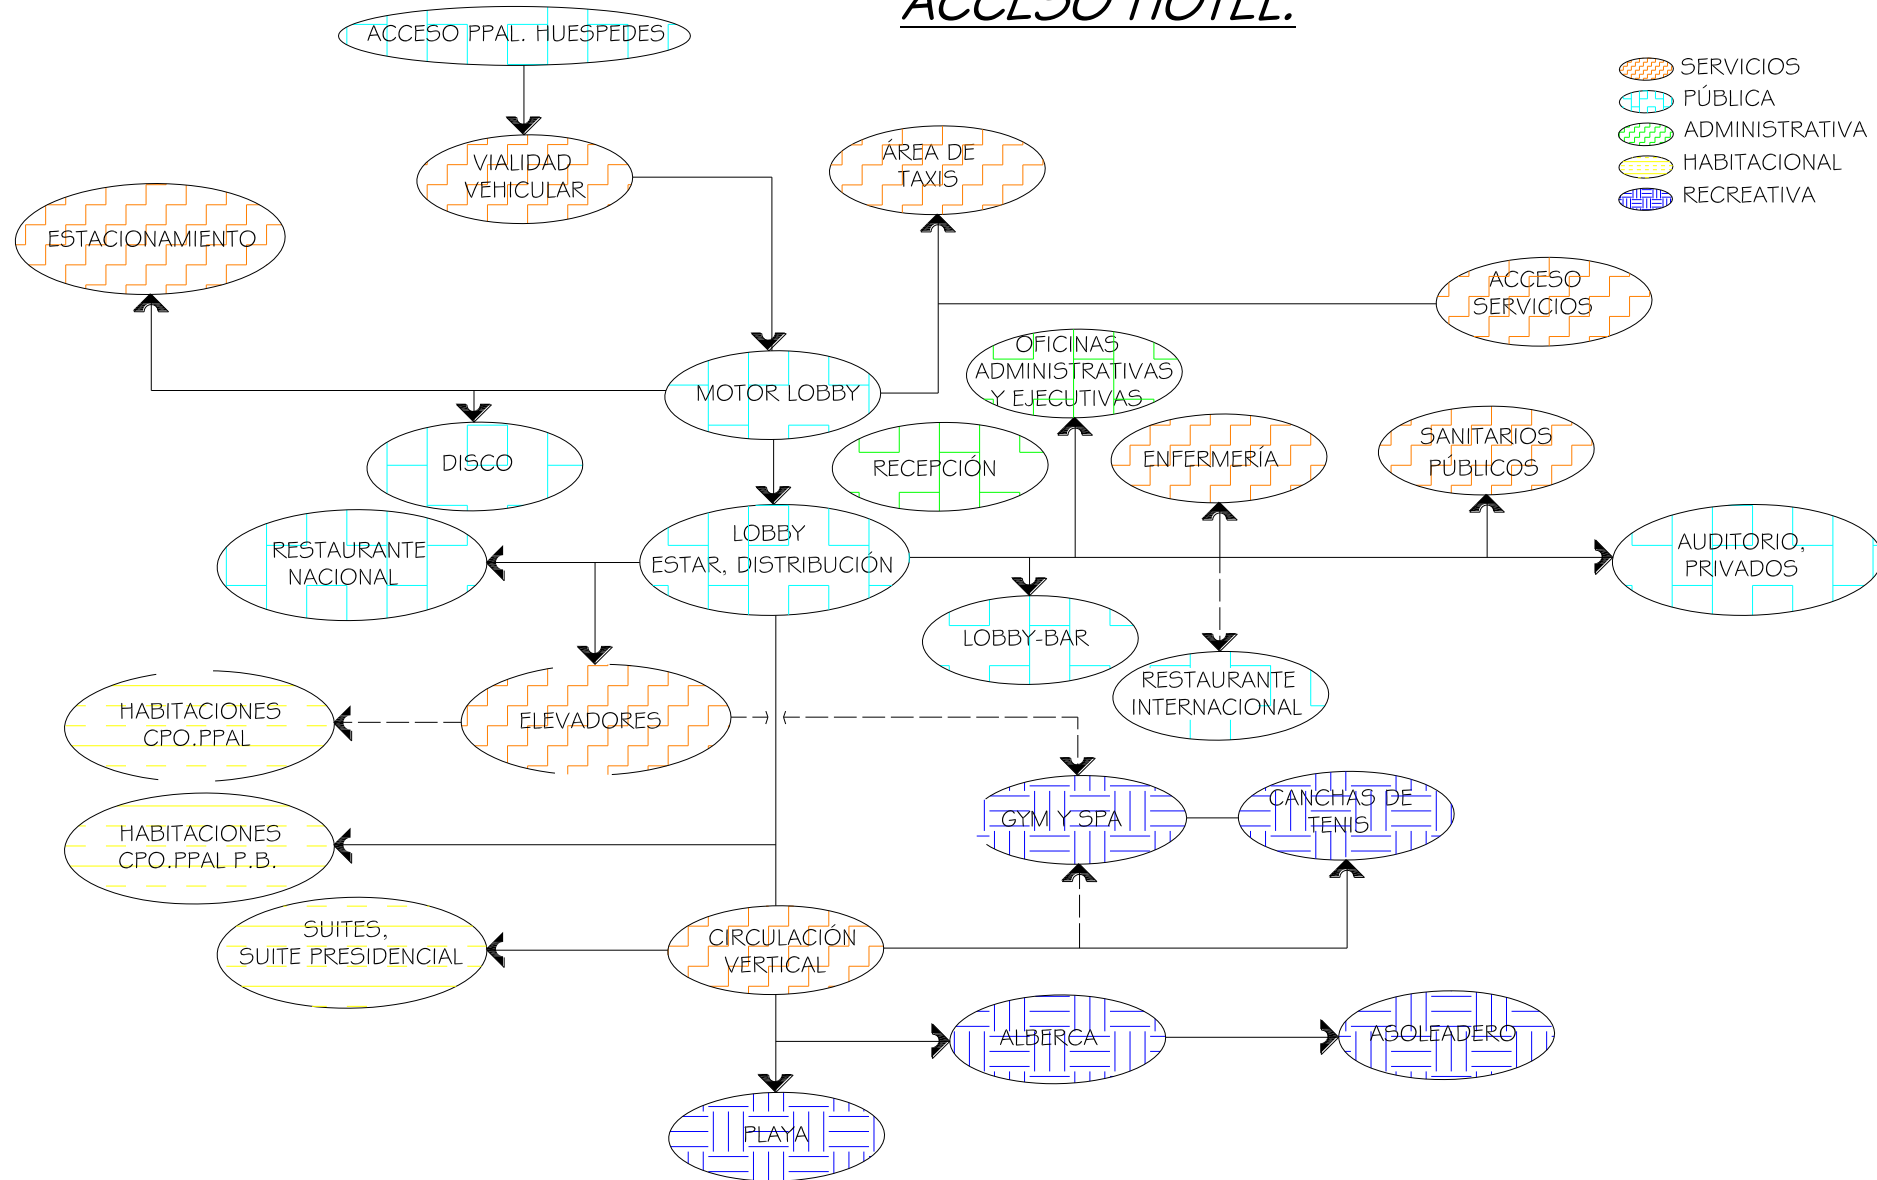 ACCESO HOTEL.
ACCESO PPAL. HUESPEDES
SERVICIOS
PÚBLICA
ADMINISTRATIVA
HABITACIONAL
RECREATIVA
VIALIDAD
VEHICULAR
ÁREA DE
TAXIS
ESTACIONAMIENTO
ACCESO
SERVICIOS
MOTOR LOBBY
OFICINAS
ADMINISTRATIVAS
Y EJECUTIVAS
DISCO
RECEPCIÓN
ENFERMERÍA
SANITARIOS
PÚBLICOS
RESTAURANTE
NACIONAL
LOBBY
ESTAR, DISTRIBUCIÓN
AUDITORIO,
PRIVADOS
LOBBY-BAR
RESTAURANTE
INTERNACIONAL
HABITACIONES
CPO.PPAL
ELEVADORES
GYM Y SPA
CANCHAS DE
TENIS
HABITACIONES
CPO.PPAL P.B.
SUITES,
SUITE PRESIDENCIAL
CIRCULACIÓN
VERTICAL
ALBERCA
ASOLEADERO
PLAYA